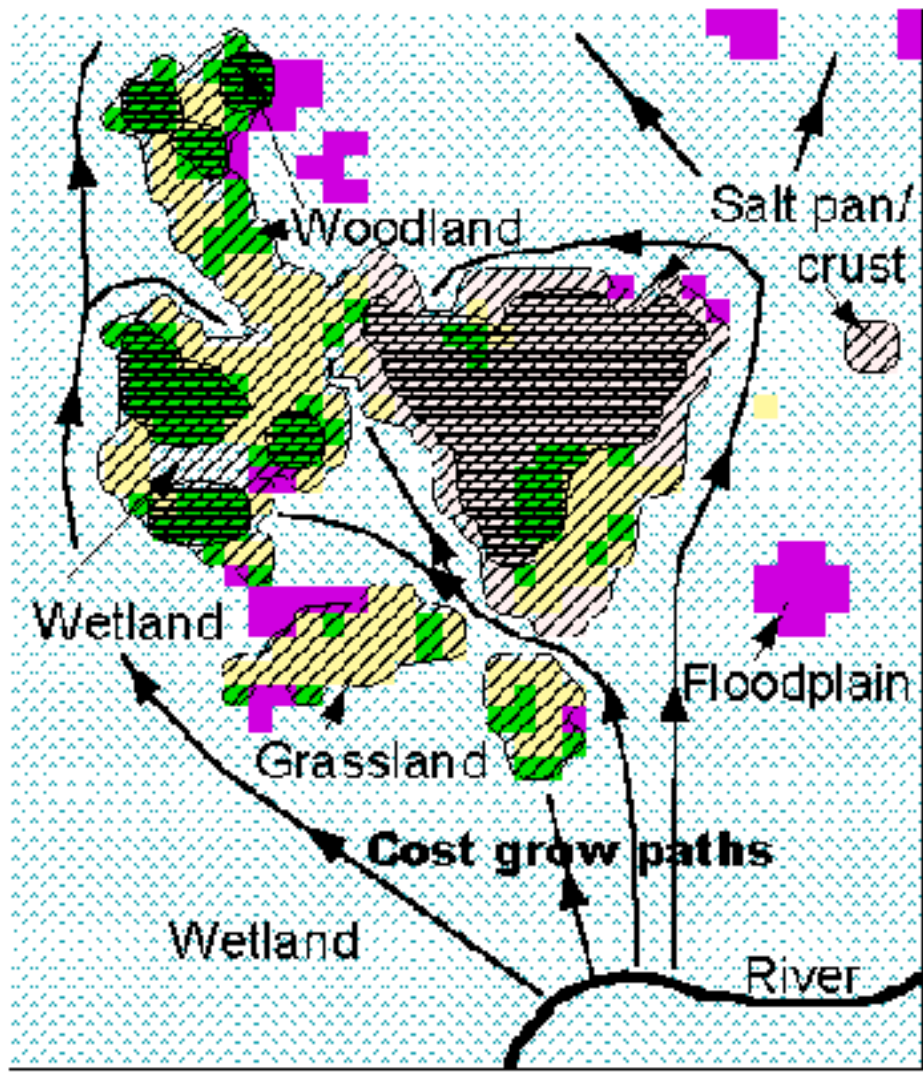 Woodland
Salt pan/
crust
Wetland
Floodplain
Grassland
Cost grow paths
Wetland
River